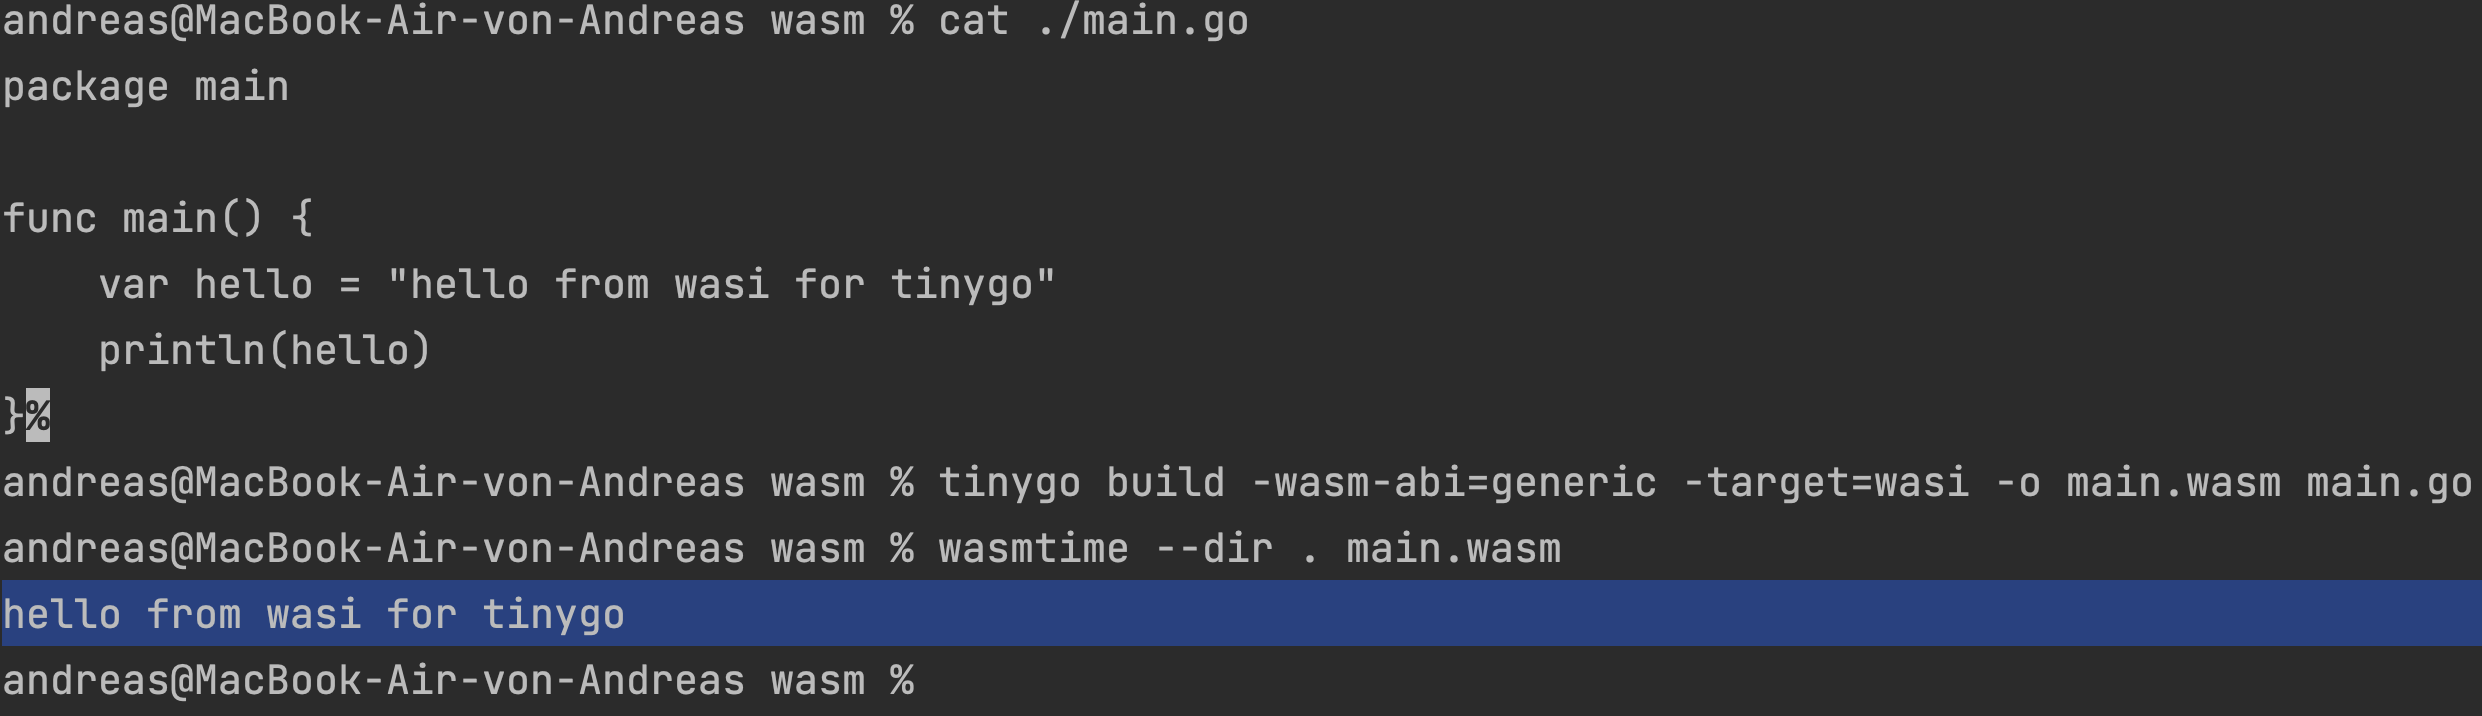 andreas@MacBook-Air-von-Andreas wasm % cat ./main.go
package main

func main() {
    var hello = "hello from wasi for tinygo"
    println(hello)
}%
andreas@MacBook-Air-von-Andreas wasm % tinygo build -wasm-abi=generic -target=wasi -o main.wasm main.go
andreas@MacBook-Air-von-Andreas wasm % wasmtime --dir . main.wasm
hello from wasi for tinygo
andreas@MacBook-Air-von-Andreas wasm %